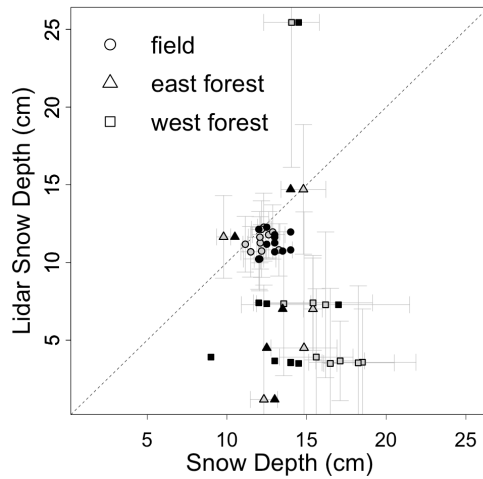 25
20
15
10
5
Lidar Snow Depth (cm)
field
east forest
west forest
5 10 15 20 25
Snow Depth (cm)